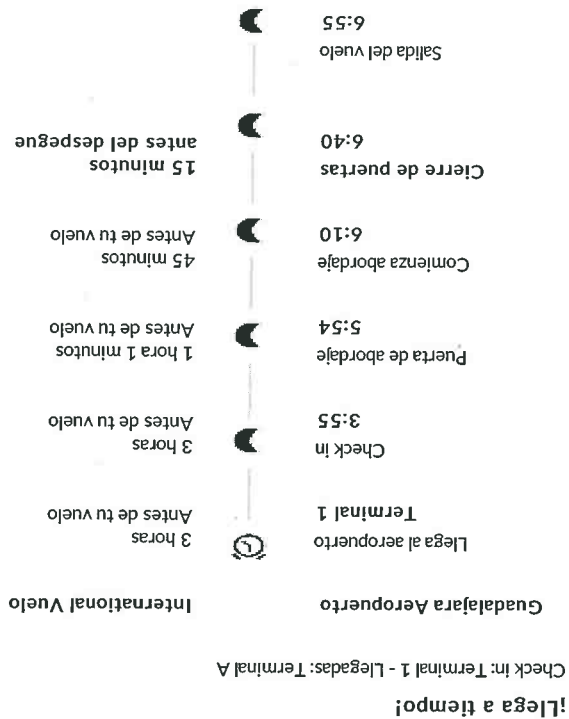 ¡Llega a tiempo!
Check in: Terminal 1 - Llegadas: Terminal A
Guadalajara Aeropuerto
International Vuelo
Llega al aeropuerto
Terminal 1
3 horas
Antes de tu vuelo
Check in
3:55
3 horas
Antes de tu vuelo
Puerta de abordaje
5:54
1 hora 1 minutos
Antes de tu vuelo
Comienza abordaje
6:10
45 minutos
Antes de tu vuelo
Cierre de puertas
6:40
15 minutos
antes del despegue
Salida del vuelo
6:55